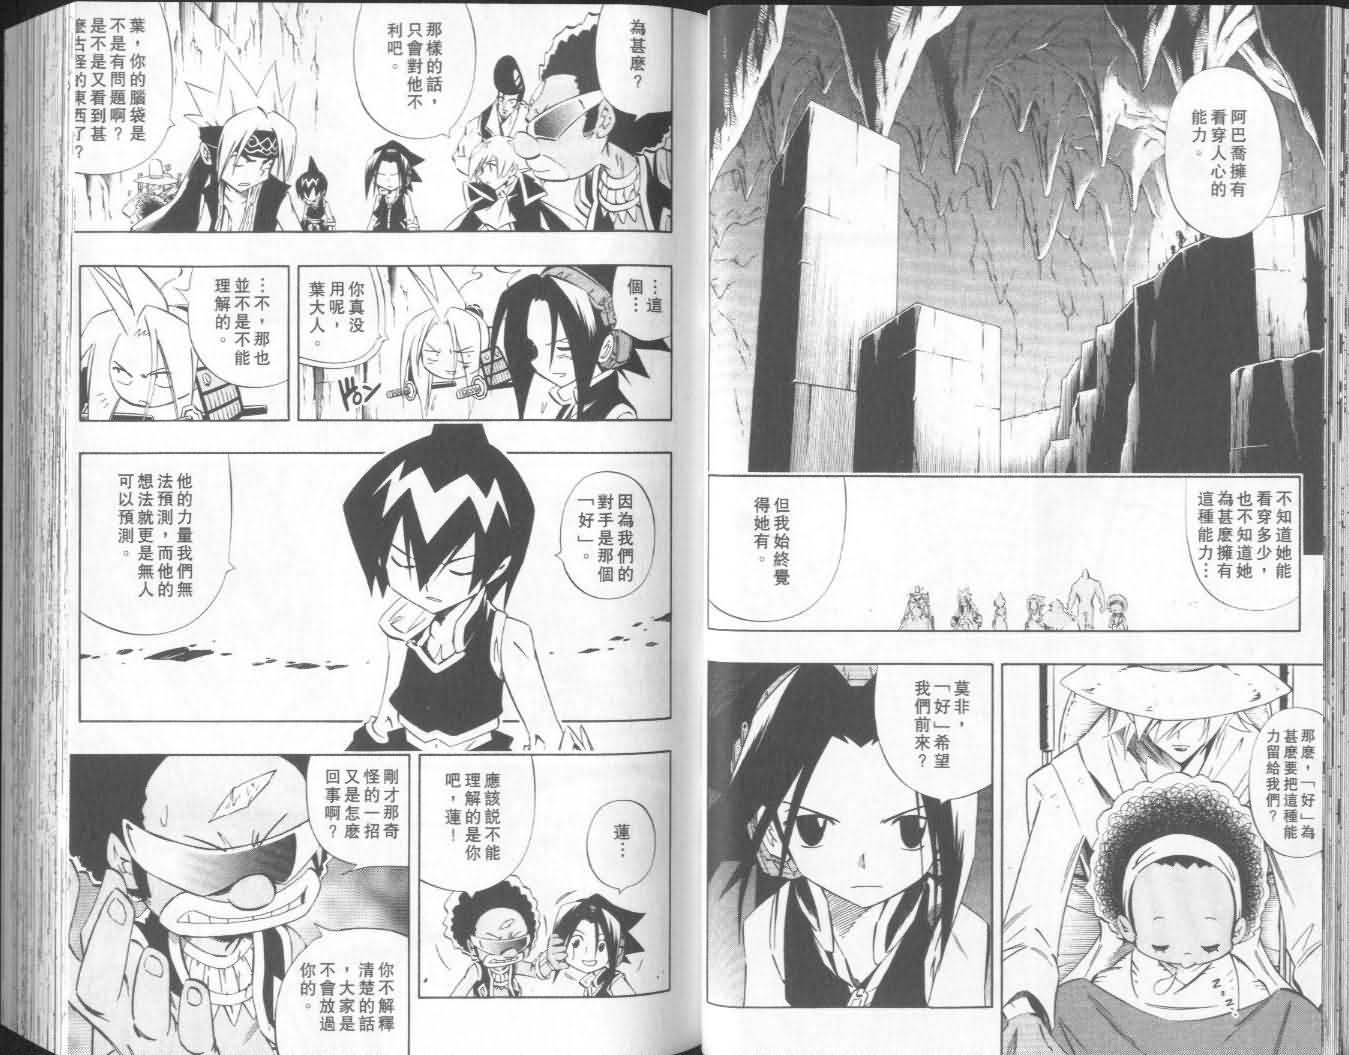 阿巴喬擁有
看穿人心的
能力。
不知道她能
看穿多少，
也不知道她
為甚麼擁有
這種能力…
但我始終覺
得她有。
那麼，「好」為
甚麼要把這種能
力留給我們？
莫非，
「好」希望
我們前來？
為甚麼？
那樣的話，
只會對他不
利吧。
葉，你的腦袋是
不是有問題啊？
是不是又看到甚
麼古怪的東西了？
…這
個…
你真没
用呢，
葉大人。
ドン
…不，那也
並不是不能
理解的。
因為我們的
對手是那個
「好」。
他的力量我們無
法預測，而他的
想法就更是無人
可以預測。
蓮…
應該説不能
理解的是你
吧，蓮！
剛才那奇
怪的一招
又是怎麼
回事啊？
你不解釋
清楚的話
，大家是
不會放過
你的。